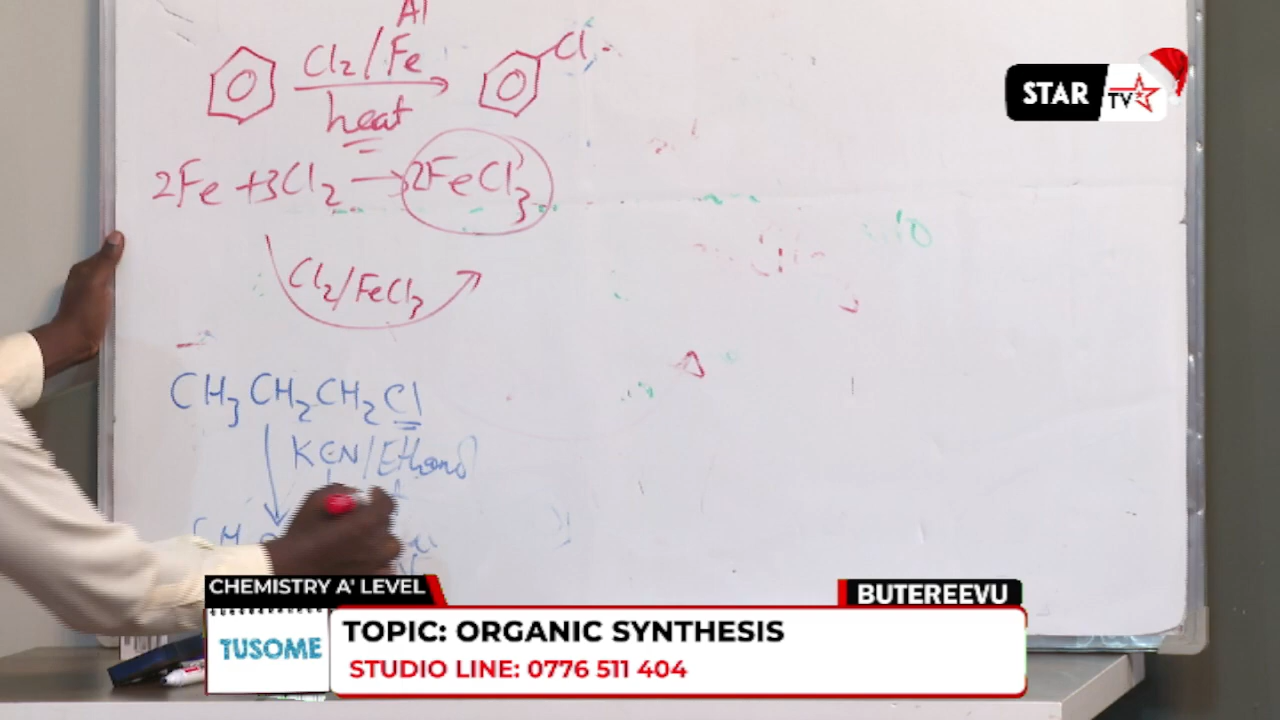 Al
Cl₂/Fe
heat
Cl
2Fe + 3Cl₂ → 2FeCl₃
Cl₂/FeCl₃
CH₃CH₂CH₂Cl
KCN/Ethanol
STAR TV
CHEMISTRY A' LEVEL
BUTEREEVU
TUSOME
TOPIC: ORGANIC SYNTHESIS
STUDIO LINE: 0776 511 404